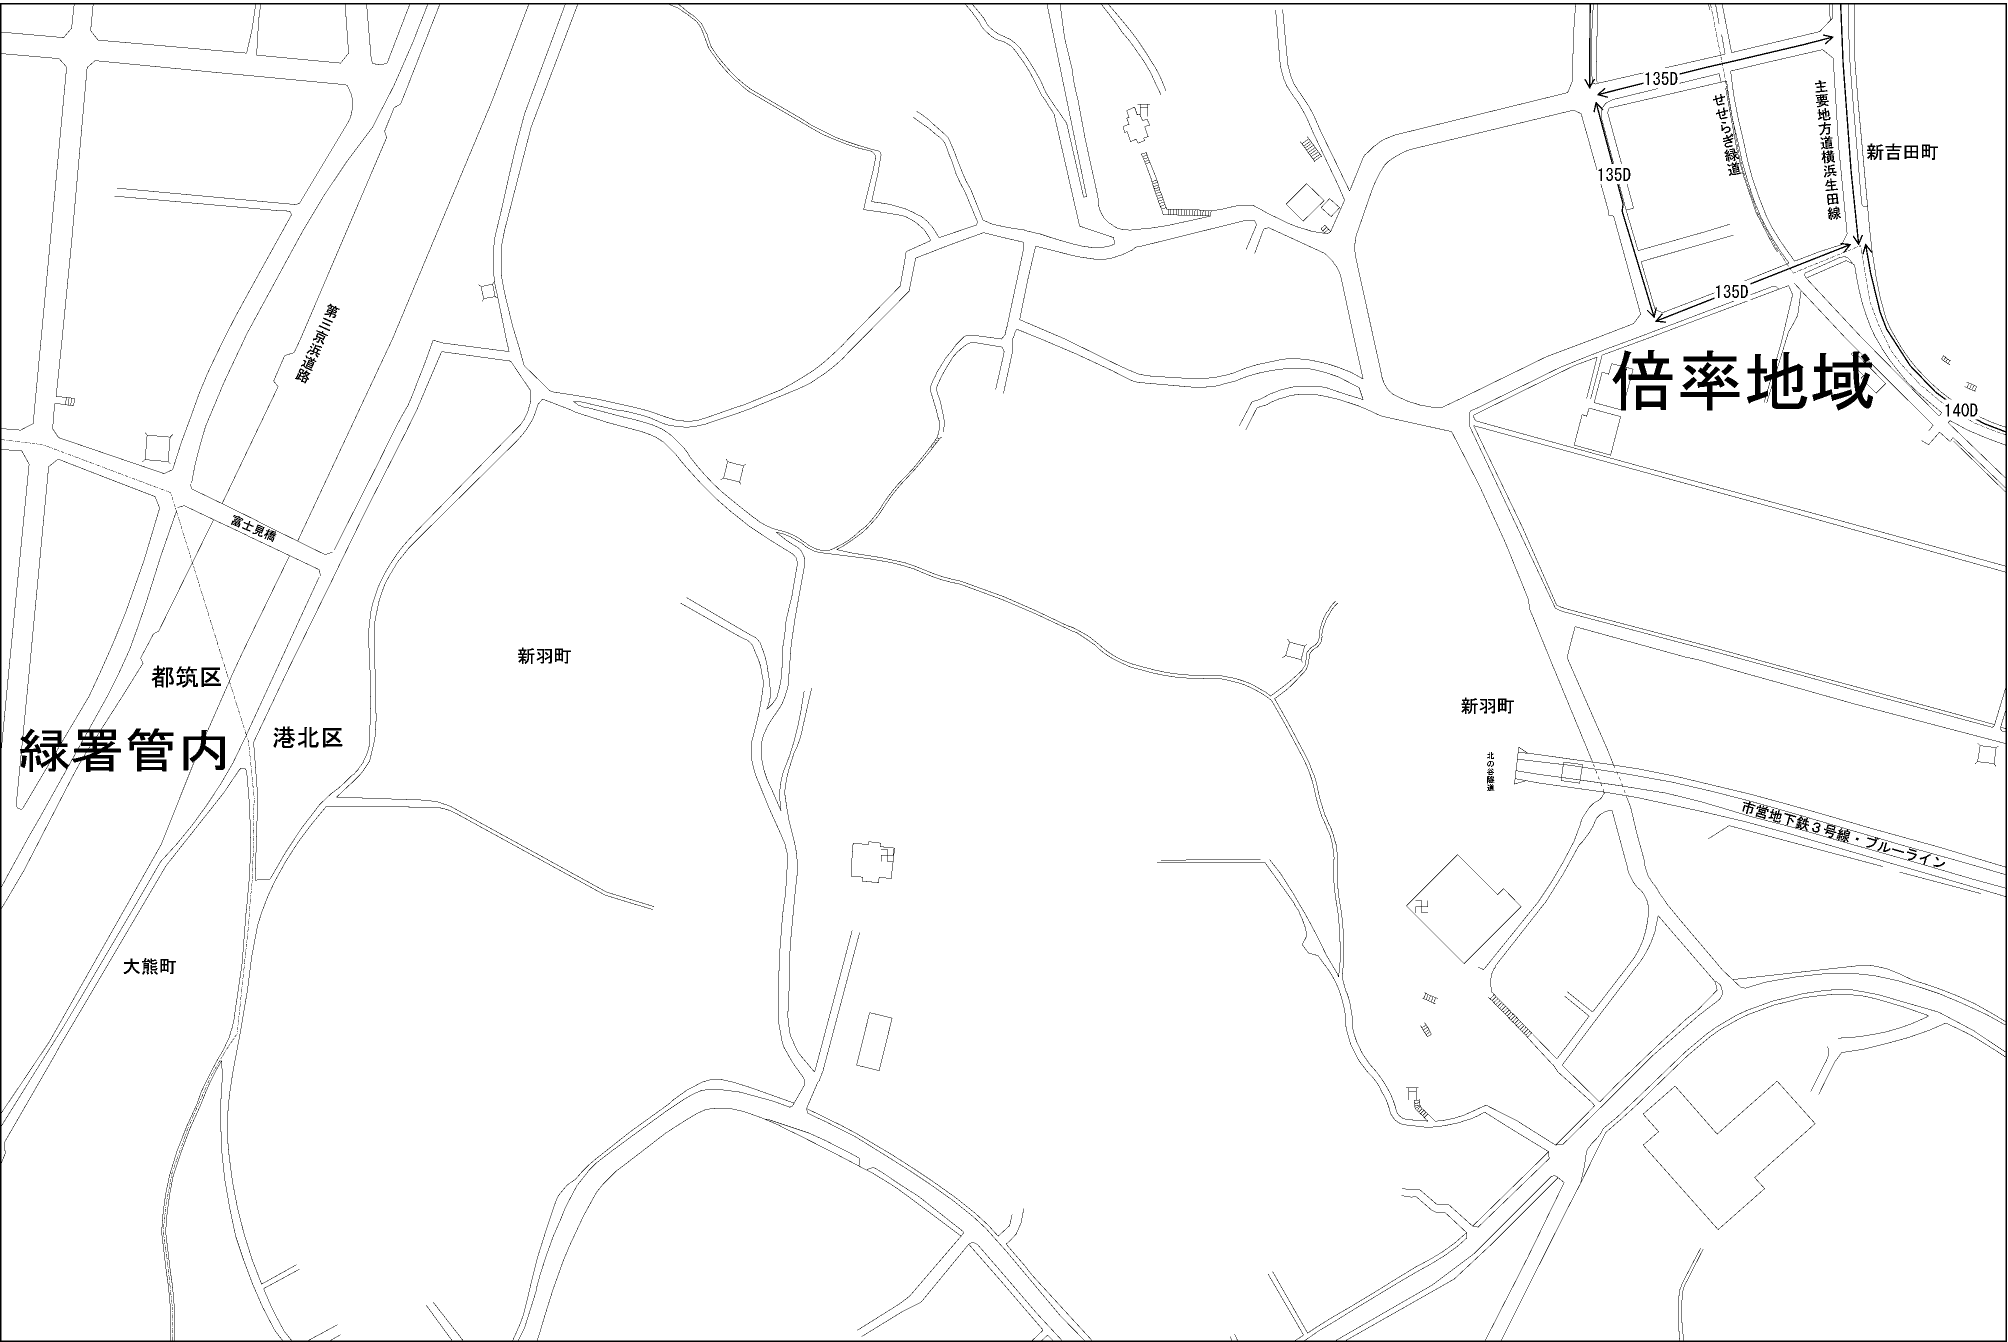 135D
せせらぎ緑道
主要地方道横浜生田線
新吉田町
135D
135D
倍率地域
140D
第三京浜道路
富士見橋
新羽町
都筑区
港北区
緑署管内
新羽町
北の谷隧道
市営地下鉄３号線・ブルーライン
大熊町